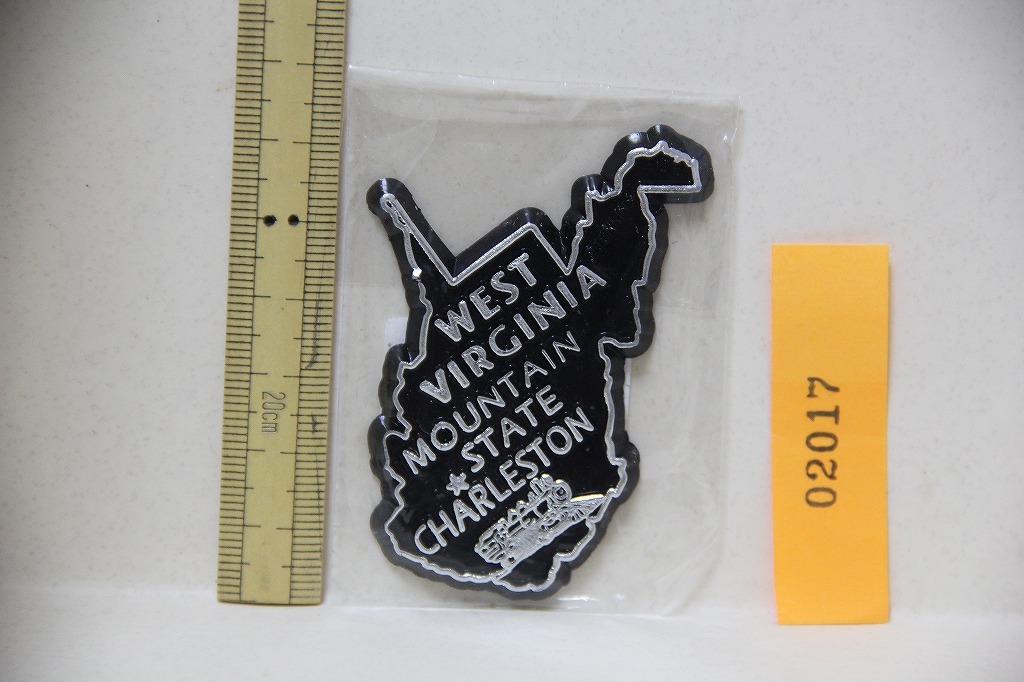 20cm
WEST
VIRGINIA
MOUNTAIN
STATE
CHARLESTON
02017